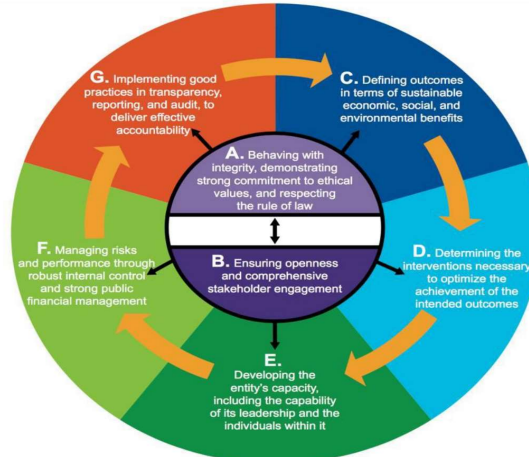 A. Behaving with
integrity, demonstrating
strong commitment to ethical
values, and respecting
the rule of law
B. Ensuring openness
and comprehensive
stakeholder engagement
C. Defining outcomes
in terms of sustainable
economic, social, and
environmental benefits
D. Determining the
interventions necessary
to optimize the
achievement of the
intended outcomes
E.
Developing the
entity's capacity,
including the capability
of its leadership and the
individuals within it
F. Managing risks
and performance through
robust internal control
and strong public
financial management
G. Implementing good
practices in transparency,
reporting, and audit, to
deliver effective
accountability